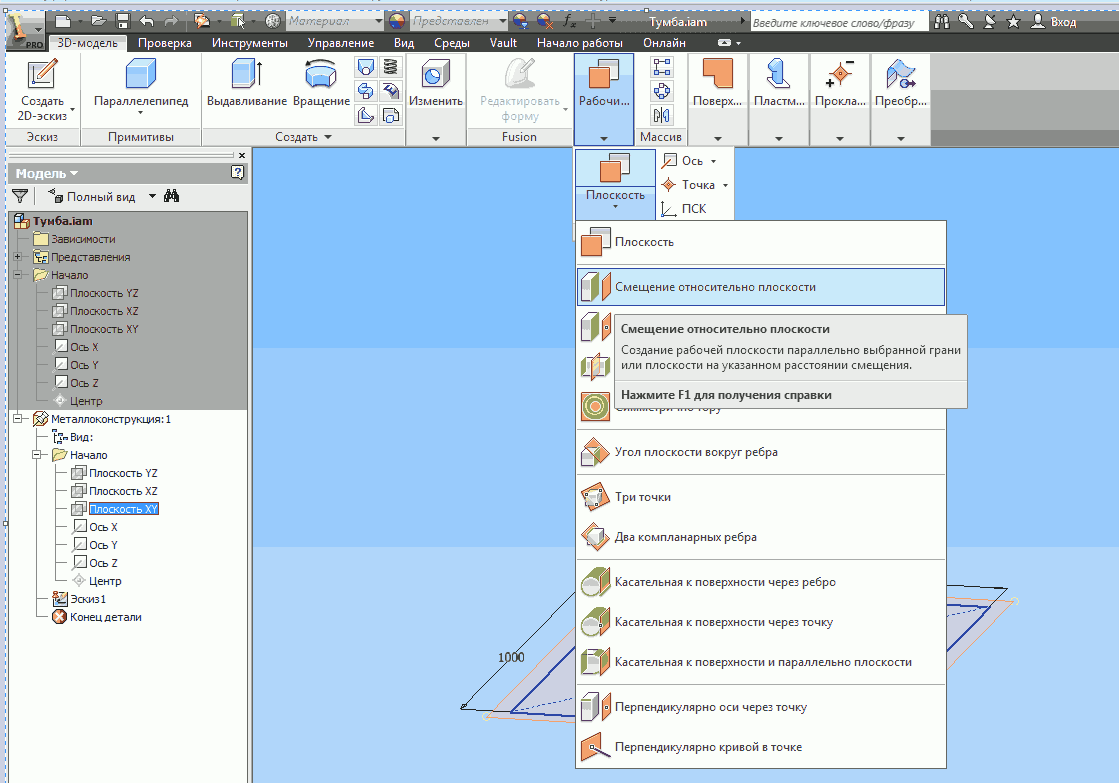 PRO
Материал
Представлен
fx
Тумба.iam
Введите ключевое слово/фразу
Вход
3D-модель Проверка Инструменты Управление Вид Среды Vault Начало работы Онлайн
Создать
2D-эскиз
Параллелепипед
Выдавливание
Вращение
Изменить
Редактировать
форму
Рабочи...
Поверх...
Пластм...
Прокла...
Преобр...
Эскиз
Примитивы
Создать
Fusion
Массив
Модель
Полный вид
Тумба.iam
Зависимости
Представления
Начало
Плоскость YZ
Плоскость XZ
Плоскость XY
Ось X
Ось Y
Ось Z
Центр
Металлоконструкция:1
Вид:
Начало
Плоскость YZ
Плоскость XZ
Плоскость XY
Ось X
Ось Y
Ось Z
Центр
Эскиз1
Конец детали
Плоскость
Ось
Точка
ПСК
Плоскость
Смещение относительно плоскости
Смещение относительно плоскости
Создание рабочей плоскости параллельно выбранной грани
или плоскости на указанном расстоянии смещения.
Нажмите F1 для получения справки
Симметрично тору
Угол плоскости вокруг ребра
Три точки
Два компланарных ребра
Касательная к поверхности через ребро
Касательная к поверхности через точку
Касательная к поверхности и параллельно плоскости
Перпендикулярно оси через точку
Перпендикулярно кривой в точке
1000